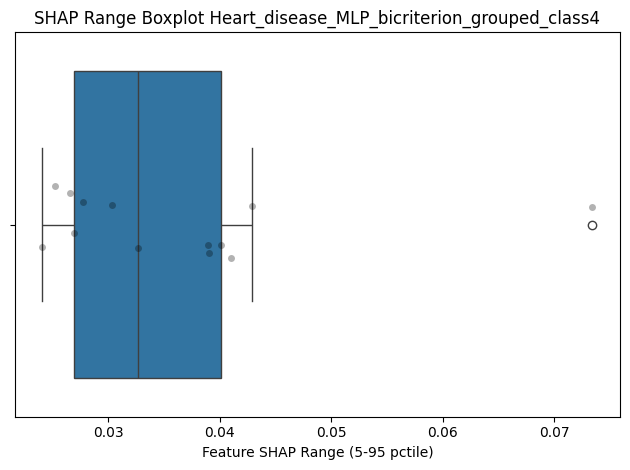 SHAP Range Boxplot Heart_disease_MLP_bicriterion_grouped_class4
0.03 0.04 0.05 0.06 0.07
Feature SHAP Range (5-95 pctile)